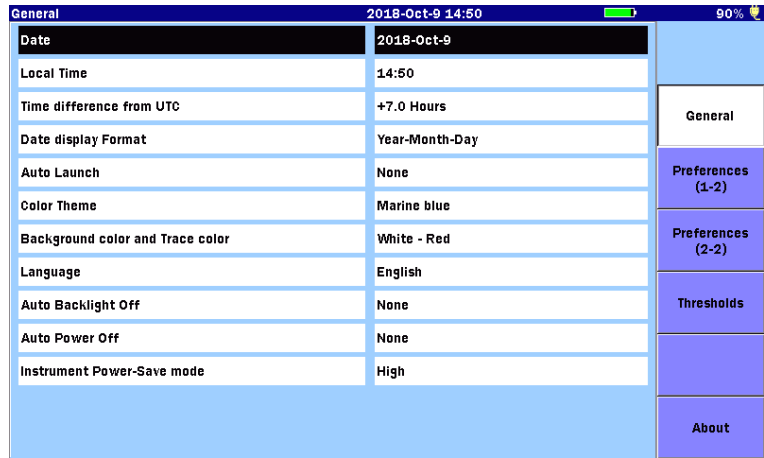 General 2018-Oct-9 14:50 90%
Date 2018-Oct-9
Local Time 14:50
Time difference from UTC +7.0 Hours
Date display Format Year-Month-Day
Auto Launch None
Color Theme Marine blue
Background color and Trace color White - Red
Language English
Auto Backlight Off None
Auto Power Off None
Instrument Power-Save mode High
General
Preferences
(1-2)
Preferences
(2-2)
Thresholds
About